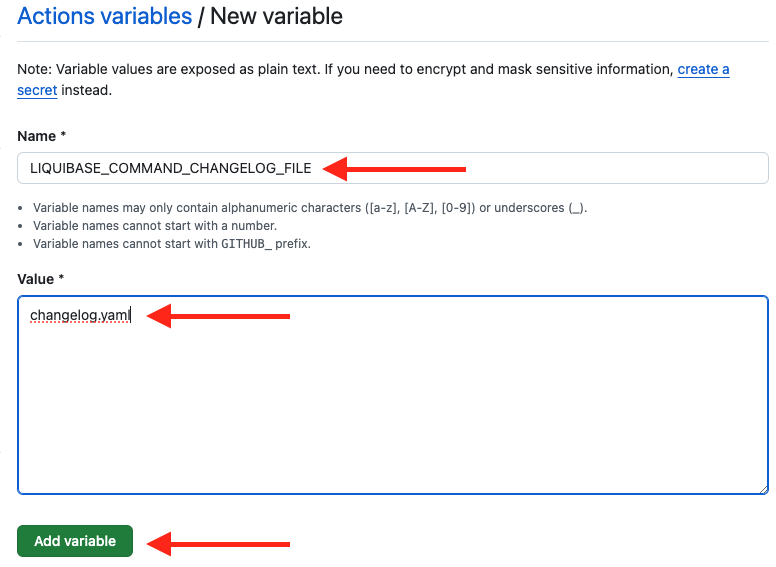 Actions variables / New variable
Note: Variable values are exposed as plain text. If you need to encrypt and mask sensitive information, create a
secret instead.
Name *
LIQUIBASE_COMMAND_CHANGELOG_FILE
• Variable names may only contain alphanumeric characters ([a-z], [A-Z], [0-9]) or underscores (_).
• Variable names cannot start with a number.
• Variable names cannot start with GITHUB_ prefix.
Value *
changelog.yaml
Add variable